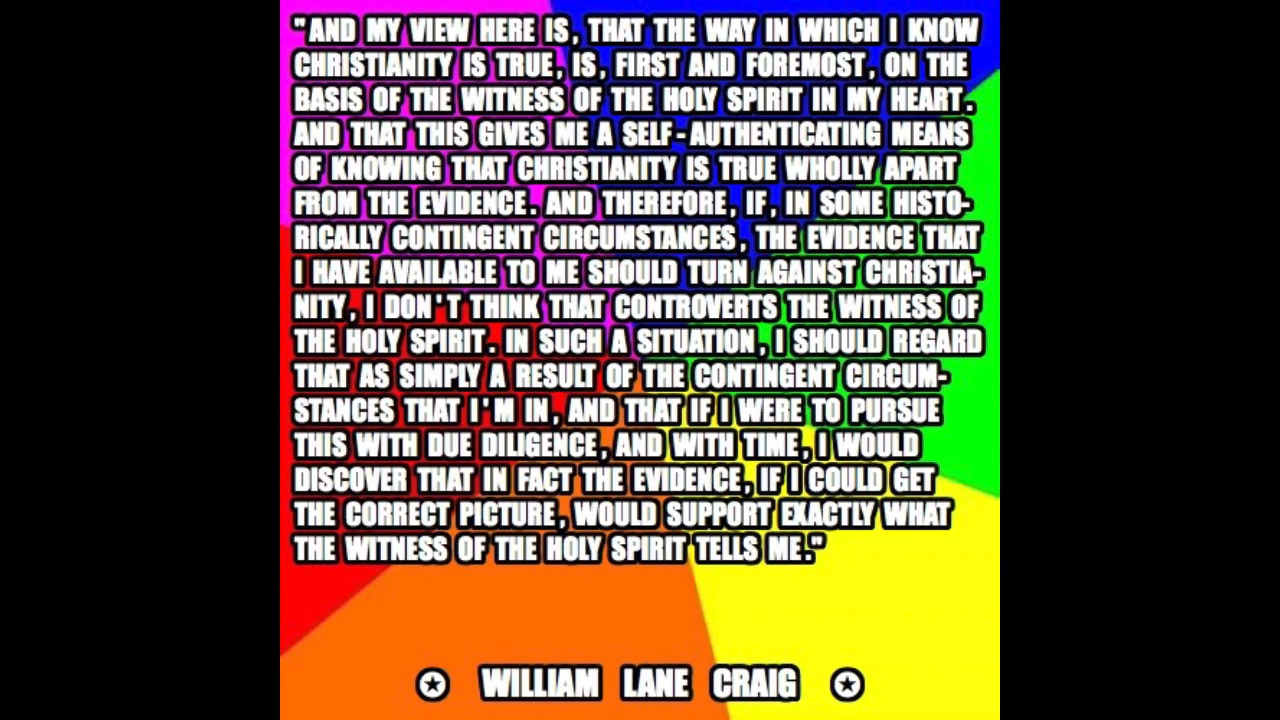 "AND MY VIEW HERE IS, THAT THE WAY IN WHICH I KNOW
CHRISTIANITY IS TRUE, IS, FIRST AND FOREMOST, ON THE
BASIS OF THE WITNESS OF THE HOLY SPIRIT IN MY HEART.
AND THAT THIS GIVES ME A SELF-AUTHENTICATING MEANS
OF KNOWING THAT CHRISTIANITY IS TRUE WHOLLY APART
FROM THE EVIDENCE. AND THEREFORE, IF, IN SOME HISTO-
RICALLY CONTINGENT CIRCUMSTANCES, THE EVIDENCE THAT
I HAVE AVAILABLE TO ME SHOULD TURN AGAINST CHRISTIA-
NITY, I DON'T THINK THAT CONTROVERTS THE WITNESS OF
THE HOLY SPIRIT. IN SUCH A SITUATION, I SHOULD REGARD
THAT AS SIMPLY A RESULT OF THE CONTINGENT CIRCUM-
STANCES THAT I'M IN, AND THAT IF I WERE TO PURSUE
THIS WITH DUE DILIGENCE, AND WITH TIME, I WOULD
DISCOVER THAT IN FACT THE EVIDENCE, IF I COULD GET
THE CORRECT PICTURE, WOULD SUPPORT EXACTLY WHAT
THE WITNESS OF THE HOLY SPIRIT TELLS ME."
✪ WILLIAM LANE CRAIG ✪